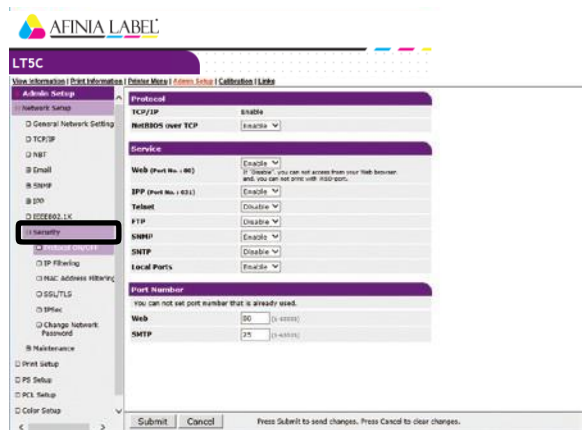 AFINIA LABEL
LT5C
View Information | Print Information | Printer Menu | Admin Setup | Calibration | Links
Admin Setup
Network Setup
General Network Setting
TCP/IP
NBT
Email
SNMP
IPP
IEEE802.1X
Security
Protocol ON/OFF
IP Filtering
MAC Address Filtering
SSL/TLS
IPSec
Change Network
Password
Maintenance
Print Setup
PS Setup
PCL Setup
Color Setup
Protocol
TCP/IP Enable
NetBIOS over TCP Enable
Service
Web (Port No. : 80) Enable
If "Disable", you can not access from your Web browser.
and, you can not print with
IPP (Port No. : 631) Enable
Telnet Disable
FTP Disable
SNMP Enable
SNTP Disable
Local Ports Enable
Port Number
You can not set port number that is already used.
Web 80
SMTP 25
Submit Cancel Press Submit to send changes. Press Cancel to clear changes.